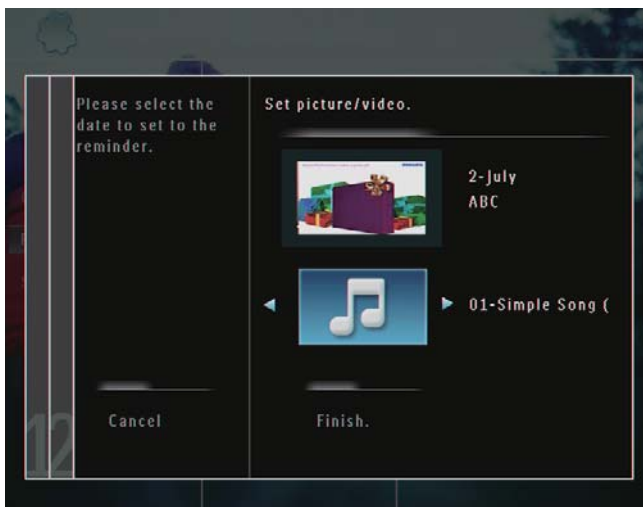 Please select the
date to set to the
reminder.
Cancel
Set picture/video.
2-July
ABC
01-Simple Song (
Finish.
12